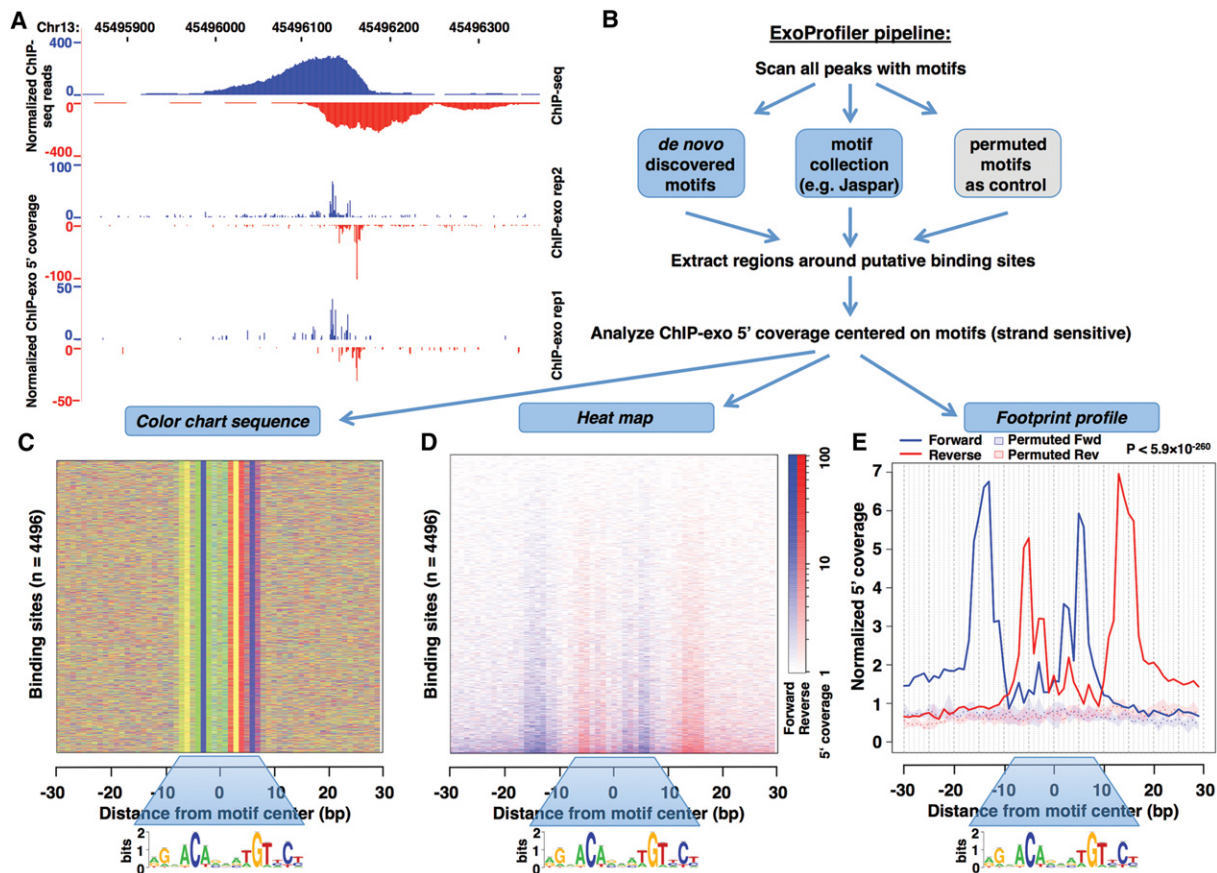 A
Chr13: 45495900 45496000 45496100 45496200 45496300
400
0
0
-400
Normalized ChIP-seq reads
ChIP-seq
100
0
0
-100
ChIP-exo rep2
Normalized ChIP-exo 5' coverage
50
0
0
-50
ChIP-exo rep1
B
ExoProfiler pipeline:
Scan all peaks with motifs
de novo
discovered
motifs
motif
collection
(e.g. Jaspar)
permuted
motifs
as control
Extract regions around putative binding sites
Analyze ChIP-exo 5' coverage centered on motifs (strand sensitive)
Color chart sequence
Heat map
Footprint profile
C
Binding sites (n = 4496)
-30 -20 -10 0 10 20 30
Distance from motif center (bp)
bits
2
1
0
D
Binding sites (n = 4496)
100
10
1
Forward
Reverse
5' coverage
-30 -20 -10 0 10 20 30
Distance from motif center (bp)
bits
2
1
0
E
Forward
Reverse
Permuted Fwd
Permuted Rev
P < 5.9×10-260
Normalized 5' coverage
7
6
5
4
3
2
1
0
-30 -20 -10 0 10 20 30
Distance from motif center (bp)
bits
2
1
0